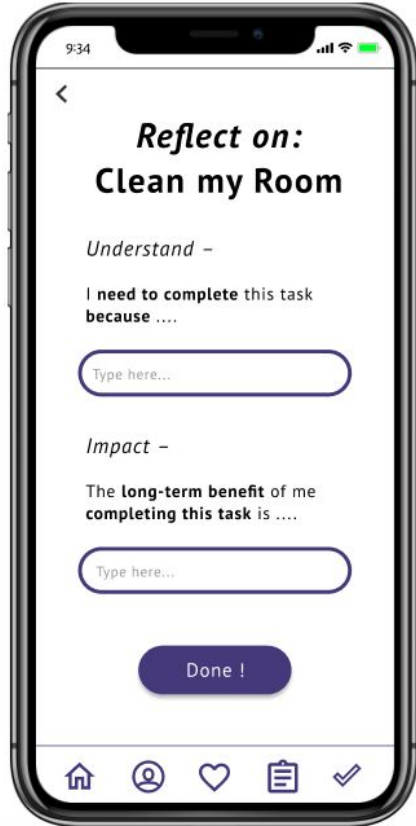 9:34
Reflect on:
Clean my Room
Understand –
I need to complete this task
because ....
Type here...
Impact –
The long-term benefit of me
completing this task is ....
Type here...
Done !